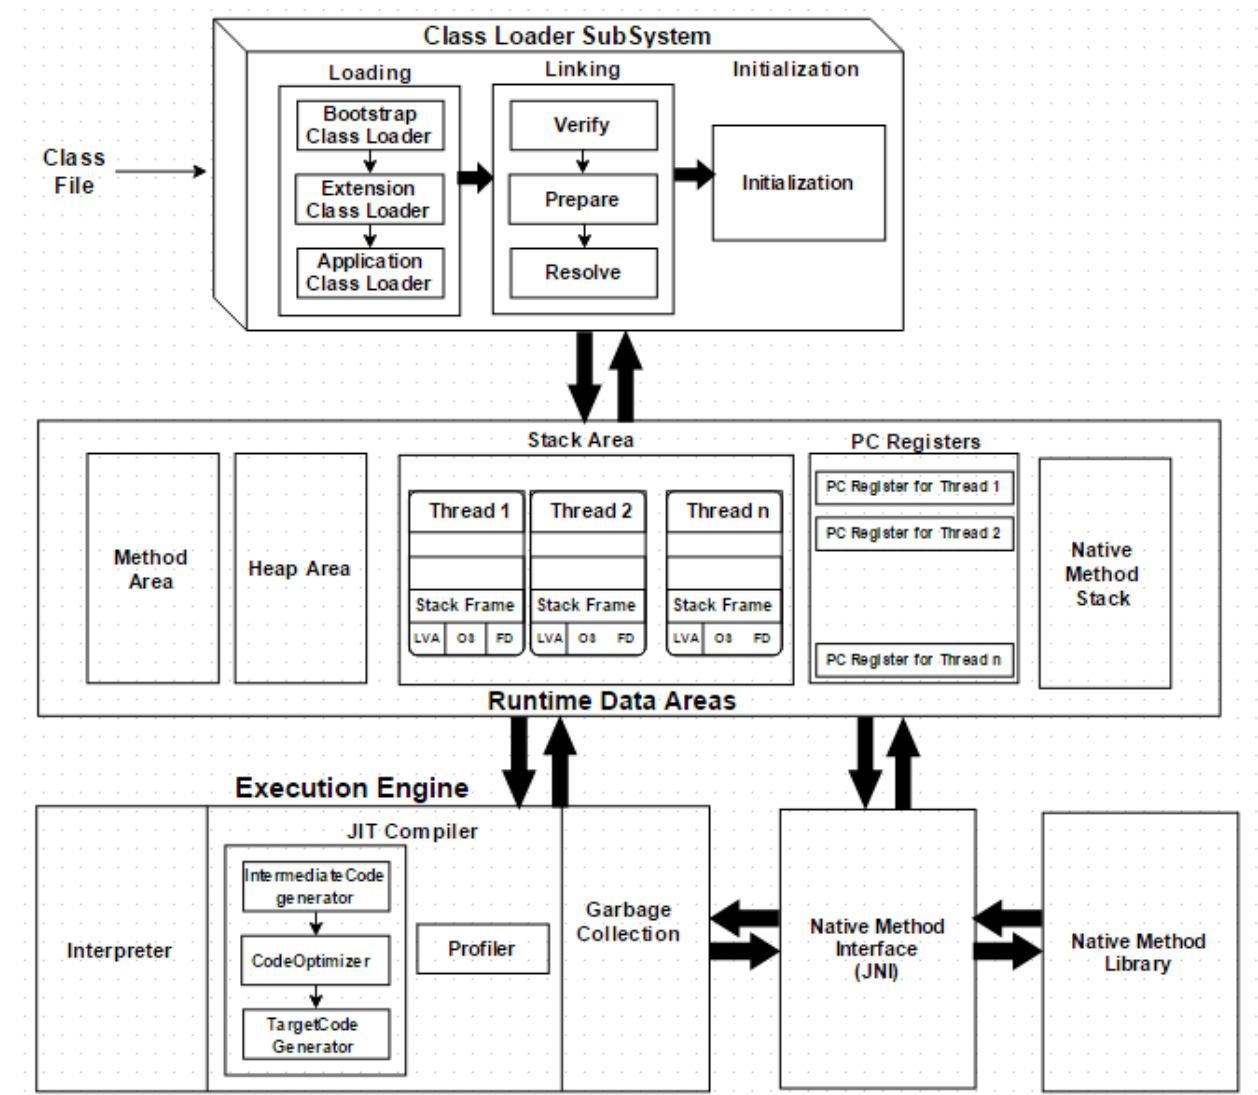 Class Loader SubSystem
Loading
Linking
Initialization
Bootstrap
Class Loader
Extension
Class Loader
Application
Class Loader
Verify
Prepare
Resolve
Initialization
Class
File
Stack Area
PC Registers
Method
Area
Heap Area
Thread 1
Stack Frame
LVA OS FD
Thread 2
Stack Frame
LVA OS FD
Thread n
Stack Frame
LVA OS FD
PC Register for Thread 1
PC Register for Thread 2
PC Register for Thread n
Native
Method
Stack
Runtime Data Areas
Execution Engine
Interpreter
JIT Compiler
IntermediateCode
generator
CodeOptimizer
TargetCode
Generator
Profiler
Garbage
Collection
Native Method
Interface
(JNI)
Native Method
Library